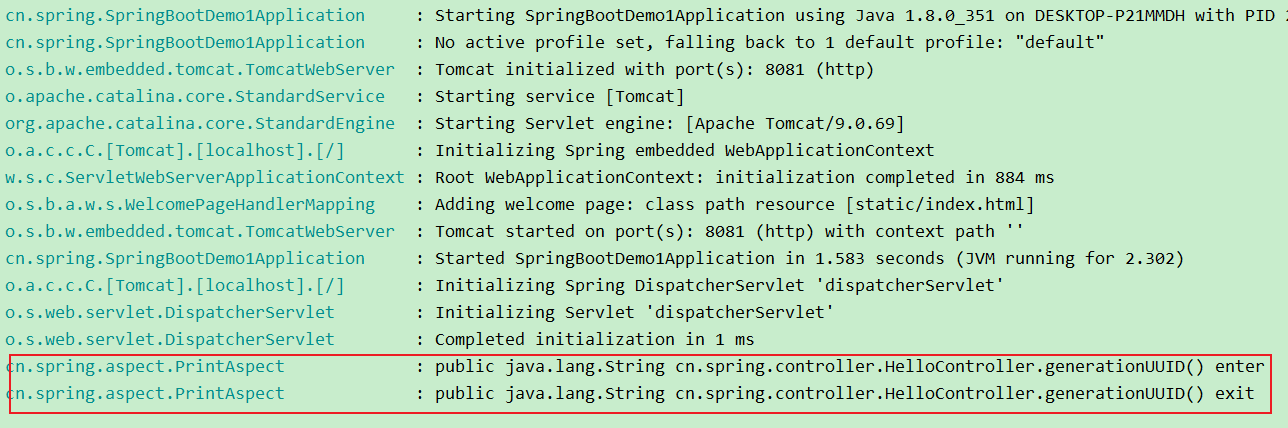 cn.spring.SpringBootDemo1Application : Starting SpringBootDemo1Application using Java 1.8.0_351 on DESKTOP-P21MMDH with PID
cn.spring.SpringBootDemo1Application : No active profile set, falling back to 1 default profile: "default"
o.s.b.w.embedded.tomcat.TomcatWebServer : Tomcat initialized with port(s): 8081 (http)
o.apache.catalina.core.StandardService : Starting service [Tomcat]
org.apache.catalina.core.StandardEngine : Starting Servlet engine: [Apache Tomcat/9.0.69]
o.a.c.c.C.[Tomcat].[localhost].[/] : Initializing Spring embedded WebApplicationContext
w.s.c.ServletWebServerApplicationContext : Root WebApplicationContext: initialization completed in 884 ms
o.s.b.a.w.s.WelcomePageHandlerMapping : Adding welcome page: class path resource [static/index.html]
o.s.b.w.embedded.tomcat.TomcatWebServer : Tomcat started on port(s): 8081 (http) with context path ''
cn.spring.SpringBootDemo1Application : Started SpringBootDemo1Application in 1.583 seconds (JVM running for 2.302)
o.a.c.c.C.[Tomcat].[localhost].[/] : Initializing Spring DispatcherServlet 'dispatcherServlet'
o.s.web.servlet.DispatcherServlet : Initializing Servlet 'dispatcherServlet'
o.s.web.servlet.DispatcherServlet : Completed initialization in 1 ms
cn.spring.aspect.PrintAspect : public java.lang.String cn.spring.controller.HelloController.generationUUID() enter
cn.spring.aspect.PrintAspect : public java.lang.String cn.spring.controller.HelloController.generationUUID() exit